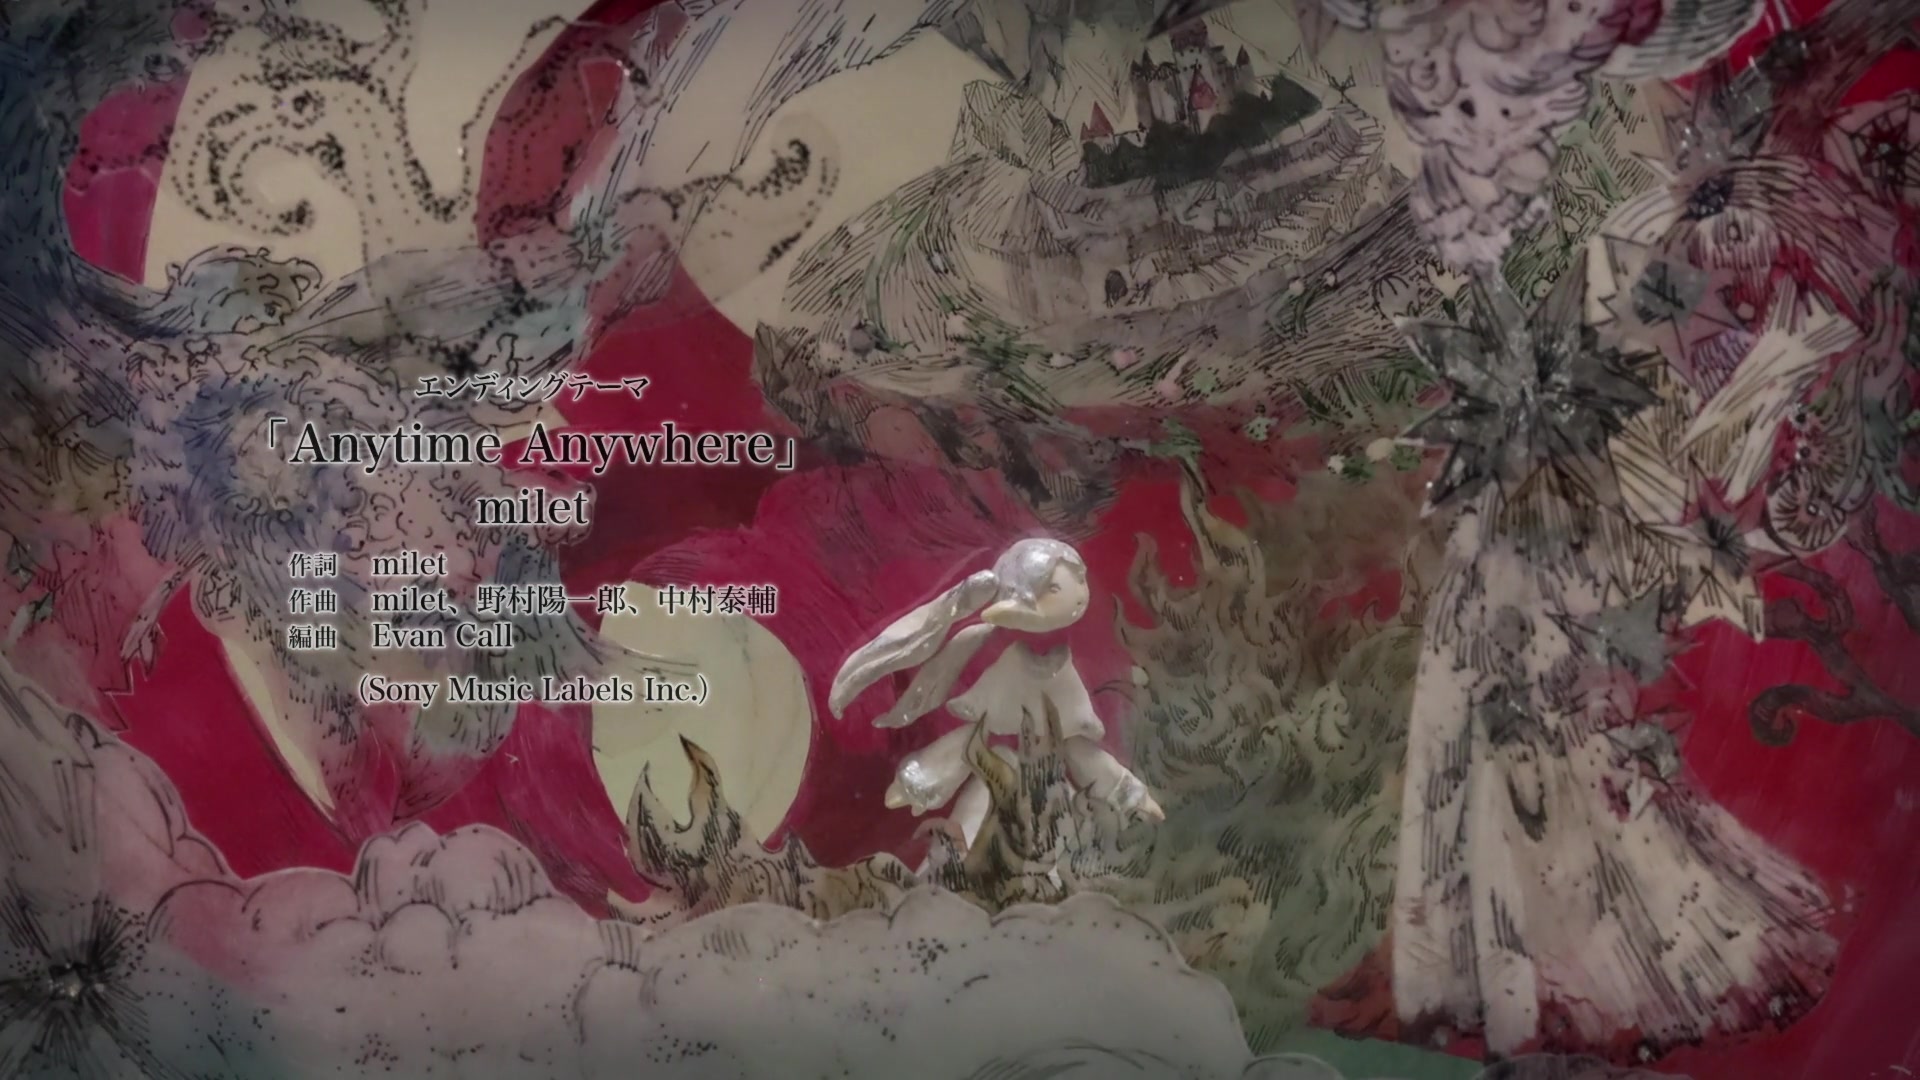 エンディングテーマ
「Anytime Anywhere」
milet
作詞 milet
作曲 milet、野村陽一郎、中村泰輔
編曲 Evan Call
(Sony Music Labels Inc.)